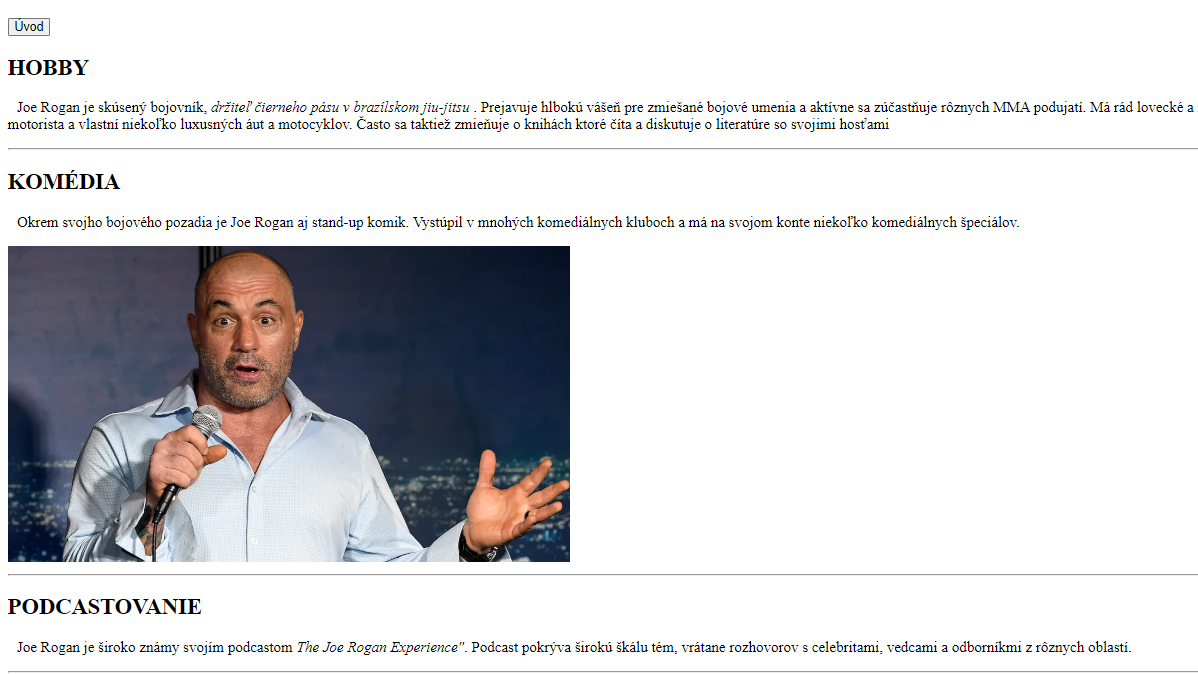 Úvod
HOBBY
Joe Rogan je skúsený bojovník, držiteľ čierneho pásu v brazílskom jiu-jitsu . Prejavuje hlbokú vášeň pre zmiešané bojové umenia a aktívne sa zúčastňuje rôznych MMA podujatí. Má rád lovecké a
motorista a vlastní niekoľko luxusných áut a motocyklov. Často sa taktiež zmieňuje o knihách ktoré číta a diskutuje o literatúre so svojimi hosťami
KOMÉDIA
Okrem svojho bojového pozadia je Joe Rogan aj stand-up komik. Vystúpil v mnohých komediálnych kluboch a má na svojom konte niekoľko komediálnych špeciálov.
PODCASTOVANIE
Joe Rogan je široko známy svojím podcastom The Joe Rogan Experience". Podcast pokrýva širokú škálu tém, vrátane rozhovorov s celebritami, vedcami a odborníkmi z rôznych oblastí.